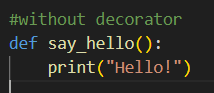 #without decorator
def say_hello():
    print("Hello!")